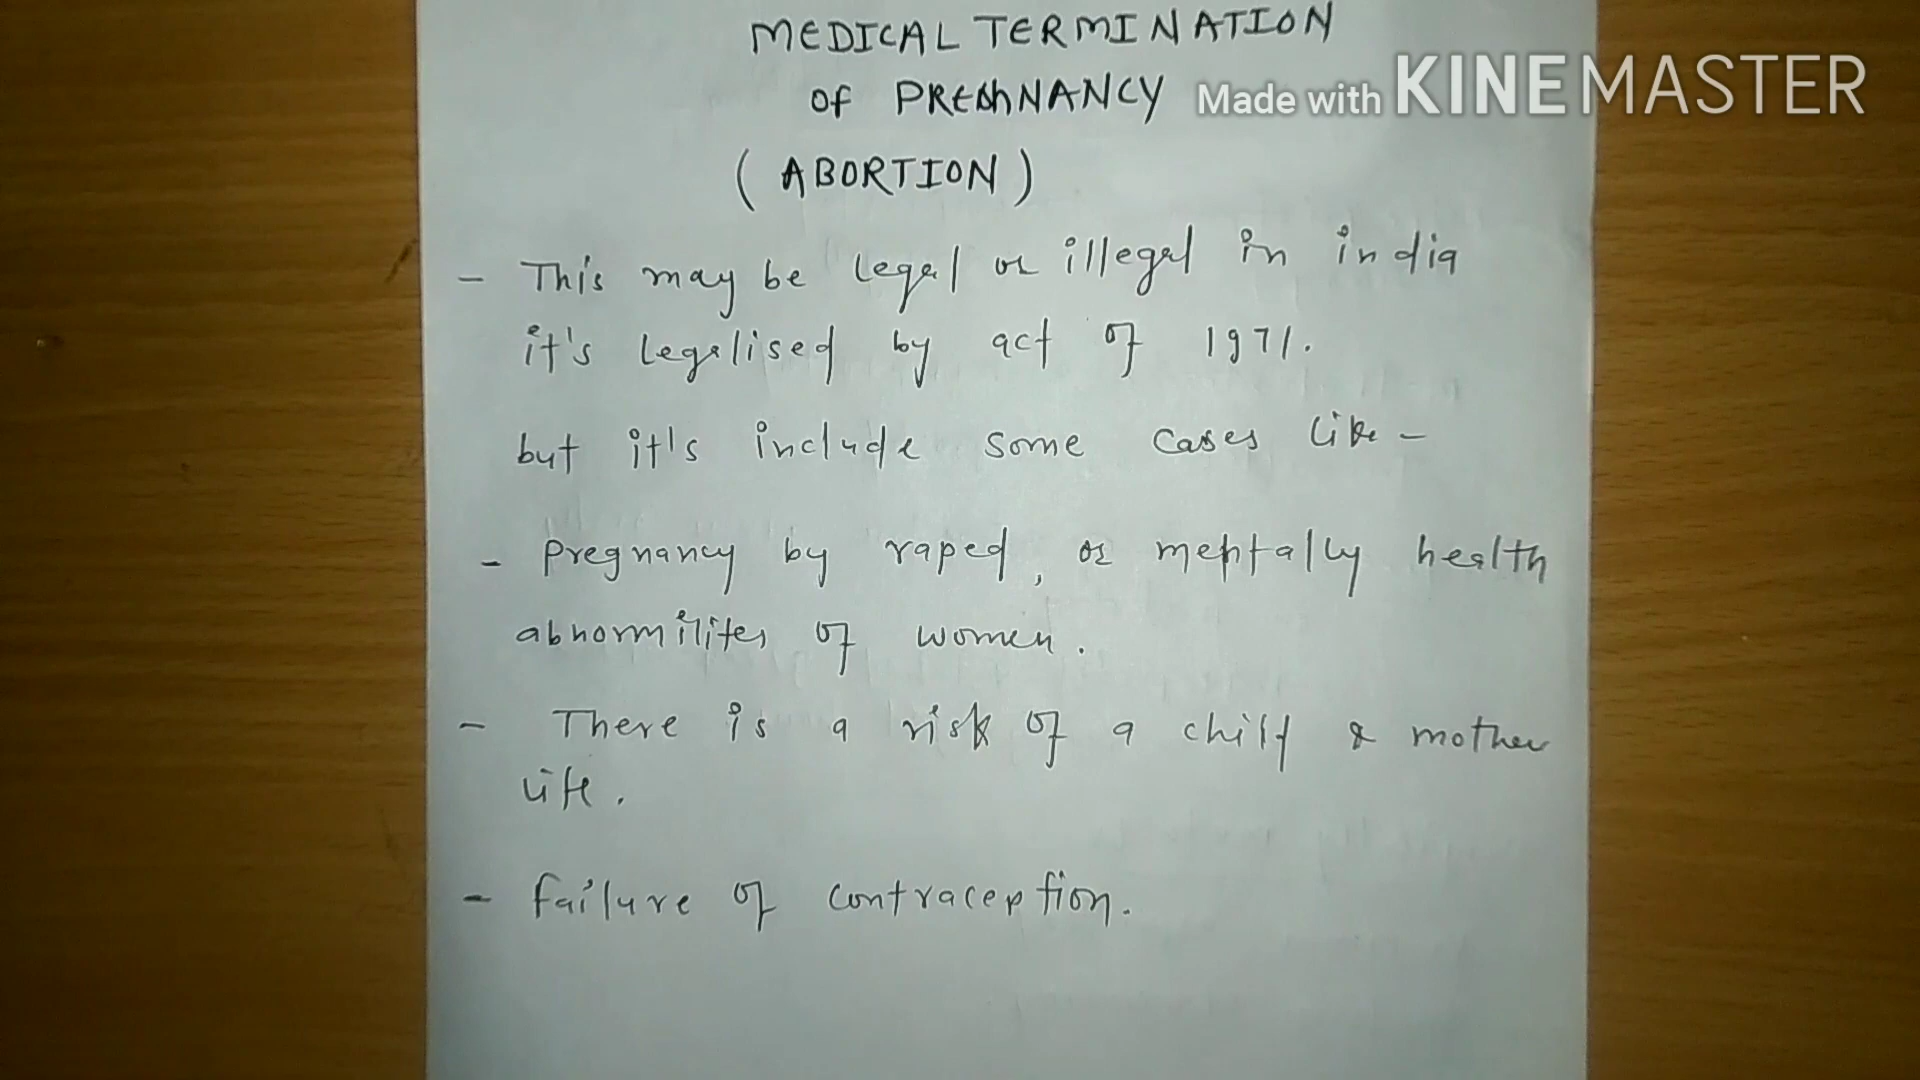 MEDICAL TERMINATION
of PREGNANCY
Made with KINEMASTER
( ABORTION )
- This may be legal or illegal in india
it's legalised by act of 1971.
but it's include some cases like -
- Pregnancy by raped, or mentally health
abnormilites of women.
- There is a risk of a child & mother
life.
- failure of contraception.